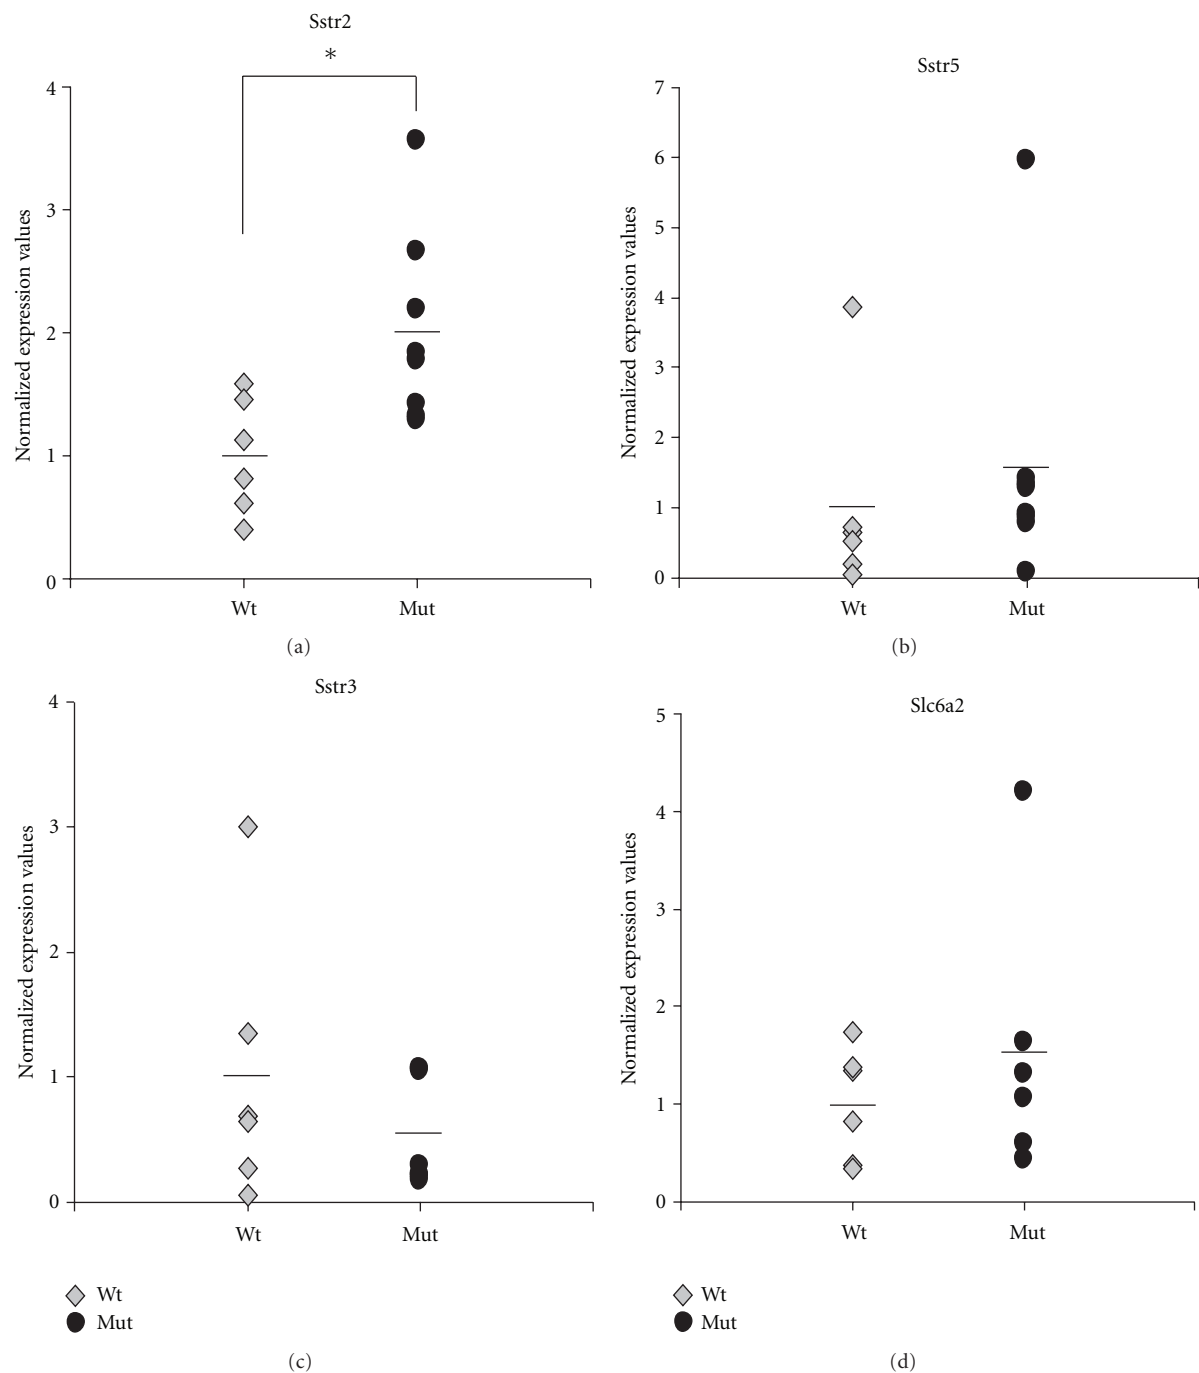 Sstr2
*
4
3
2
1
0
Normalized expression values
Wt
Mut
(a)
Sstr5
7
6
5
4
3
2
1
0
Normalized expression values
Wt
Mut
(b)
Sstr3
4
3
2
1
0
Normalized expression values
Wt
Mut
Wt
Mut
(c)
Slc6a2
5
4
3
2
1
0
Normalized expression values
Wt
Mut
Wt
Mut
(d)